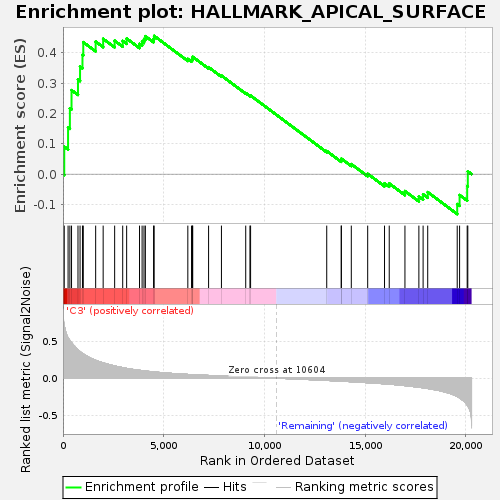 Enrichment plot: HALLMARK_APICAL_SURFACE
Enrichment score (ES)
0.4
0.3
0.2
0.1
0.0
-0.1
'C3' (positively correlated)
Ranked list metric (Signal2Noise)
0.5
0.0
-0.5
Zero cross at 10604
'Remaining' (negatively correlated)
0
5,000
10,000
15,000
20,000
Rank in Ordered Dataset
Enrichment profile
Hits
Ranking metric scores